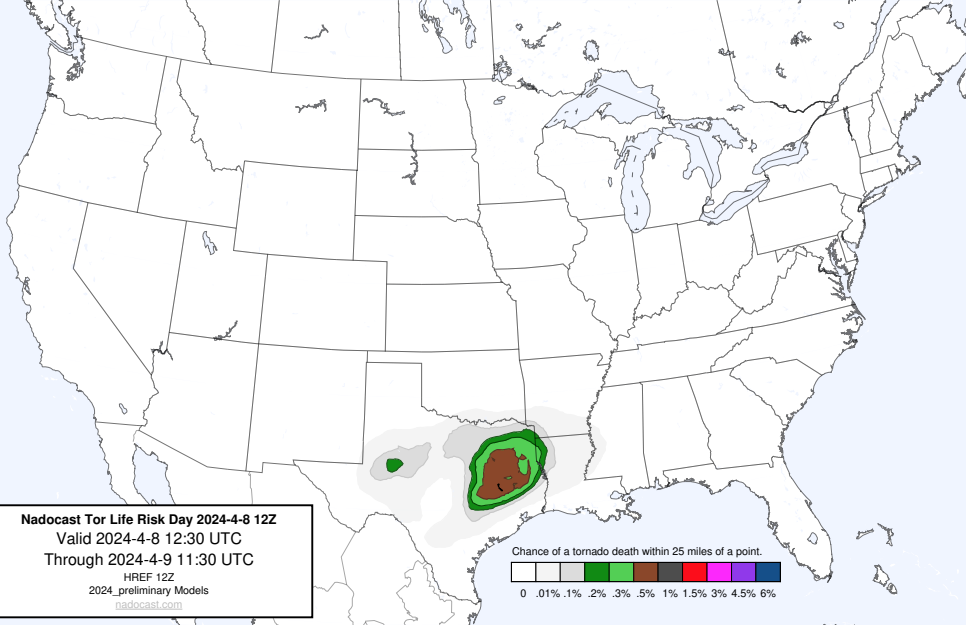 Nadocast Tor Life Risk Day 2024-4-8 12Z
Valid 2024-4-8 12:30 UTC
Through 2024-4-9 11:30 UTC
HREF 12Z
2024_preliminary Models
nadocast.com
Chance of a tornado death within 25 miles of a point.
0 .01% .1% .2% .3% .5% 1% 1.5% 3% 4.5% 6%